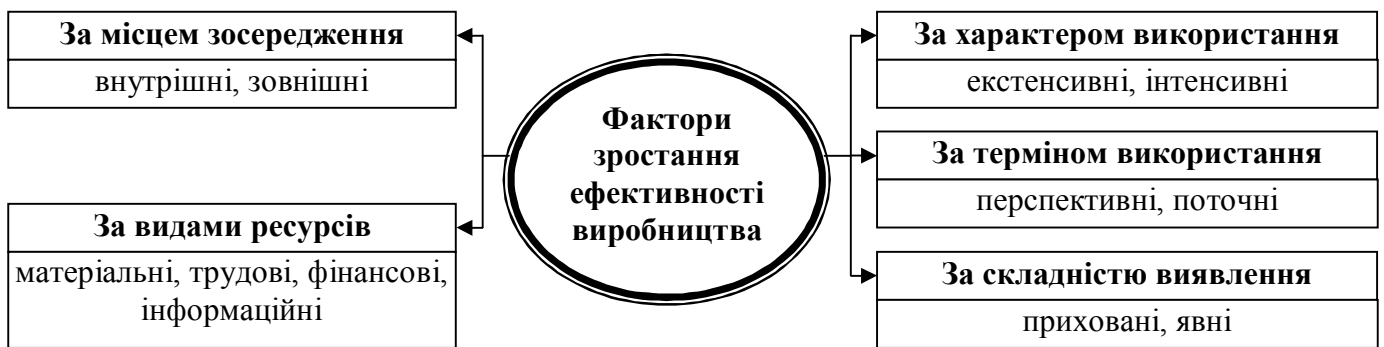 За місцем зосередження
внутрішні, зовнішні
За видами ресурсів
матеріальні, трудові, фінансові,
інформаційні
Фактори
зростання
ефективності
виробництва
За характером використання
екстенсивні, інтенсивні
За терміном використання
перспективні, поточні
За складністю виявлення
приховані, явні